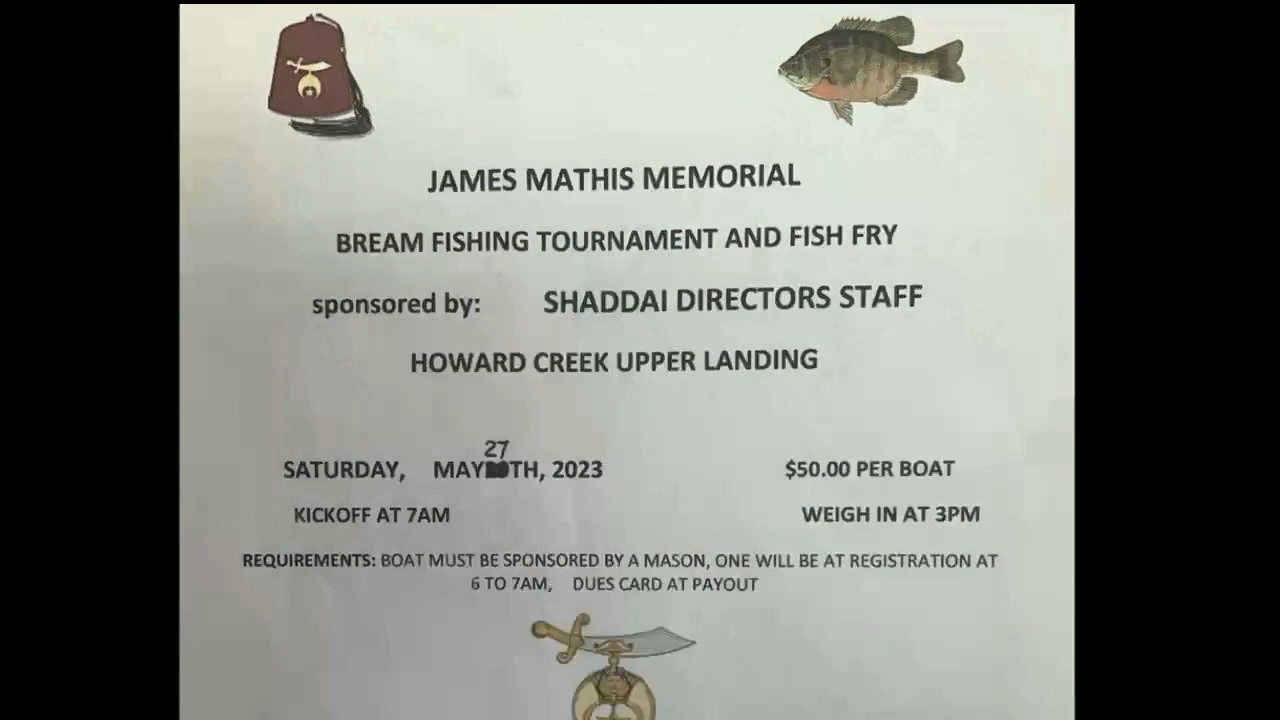 JAMES MATHIS MEMORIAL
BREAM FISHING TOURNAMENT AND FISH FRY
sponsored by: SHADDAI DIRECTORS STAFF
HOWARD CREEK UPPER LANDING
27
SATURDAY, MAY TH, 2023 $50.00 PER BOAT
KICKOFF AT 7AM WEIGH IN AT 3PM
REQUIREMENTS: BOAT MUST BE SPONSORED BY A MASON, ONE WILL BE AT REGISTRATION AT
6 TO 7AM, DUES CARD AT PAYOUT